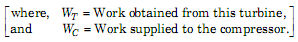 where, W_T = Work obtained from this turbine,
and W_C = Work supplied to the compressor.